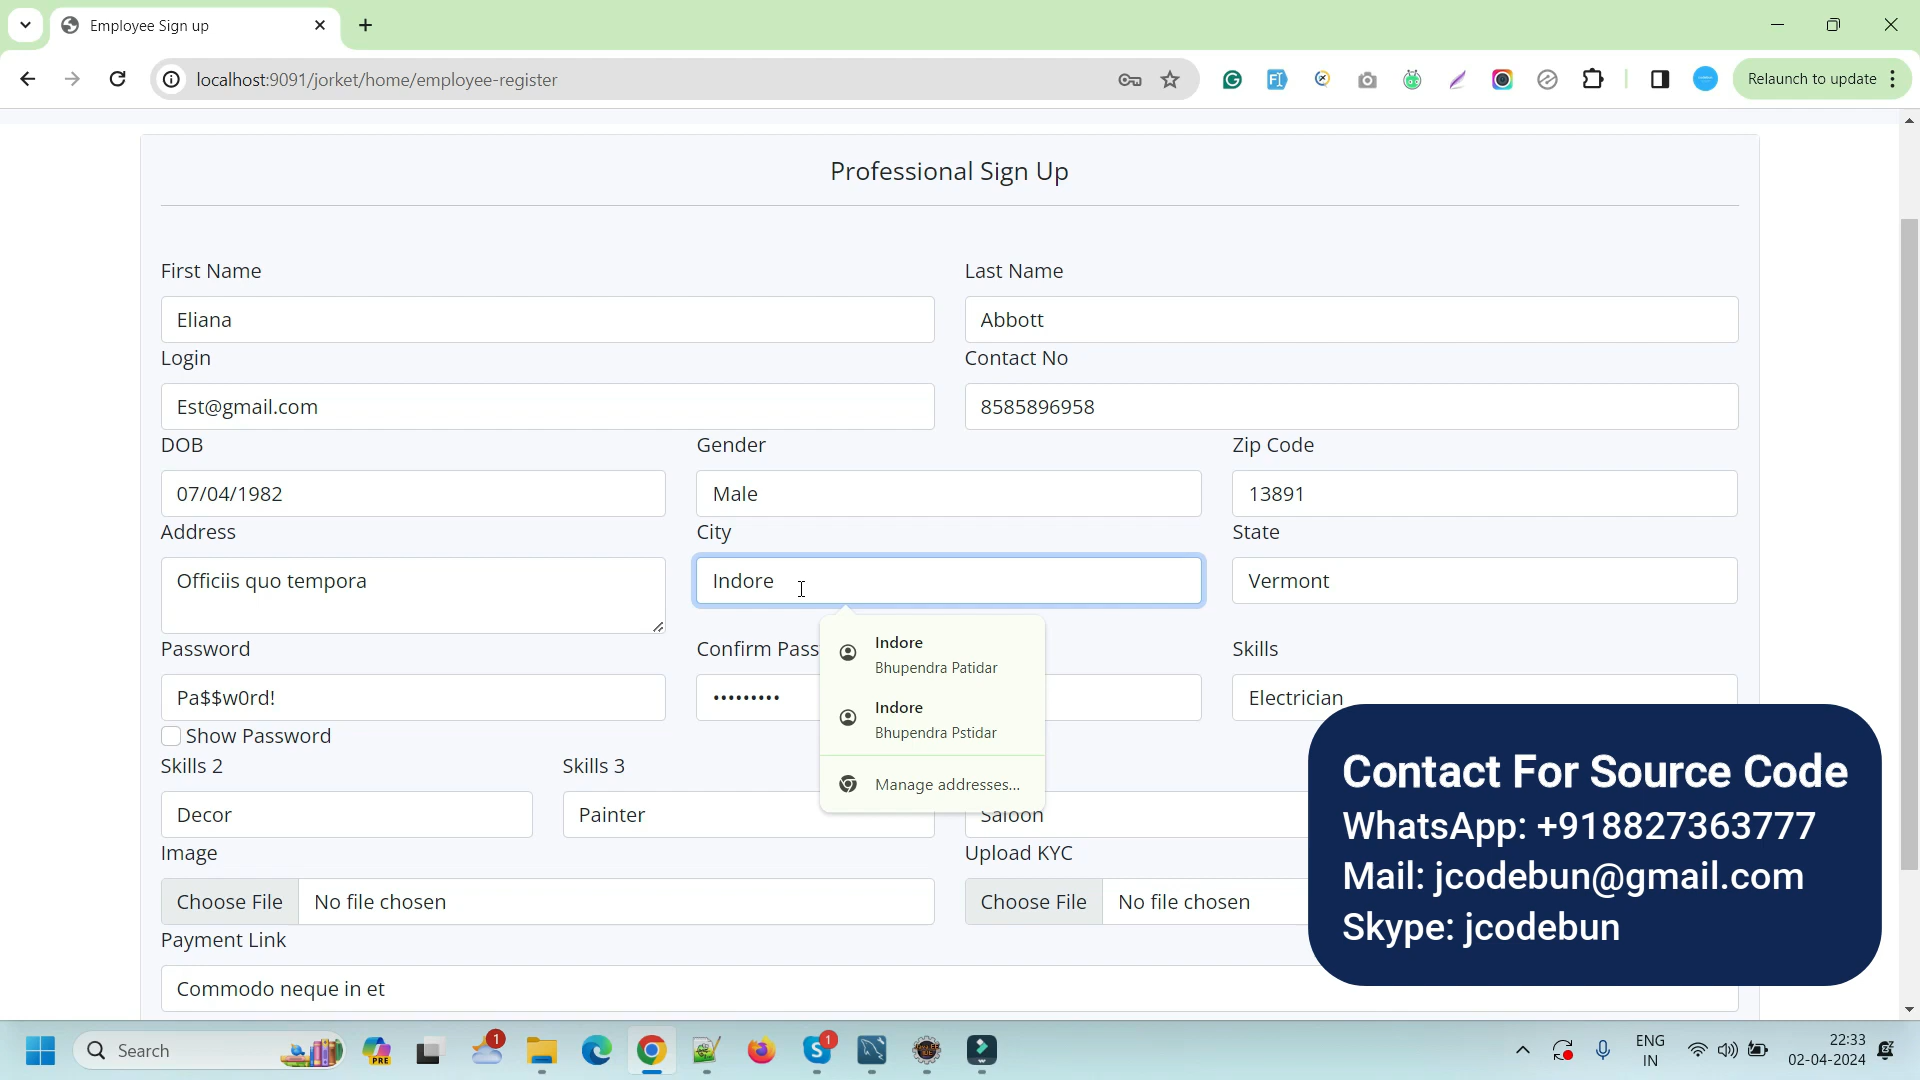 Employee Sign up
localhost:9091/jorket/home/employee-register
Relaunch to update
Professional Sign Up
First Name
Last Name
Eliana
Abbott
Login
Contact No
Est@gmail.com
8585896958
DOB
Gender
Zip Code
07/04/1982
Male
13891
Address
City
State
Officiis quo tempora
Indore
Vermont
Indore
Bhupendra Patidar
Indore
Bhupendra Pstidar
Manage addresses...
Password
Confirm Pass
Skills
Pa$$w0rd!
•••••••••
Electrician
Show Password
Skills 2
Skills 3
Decor
Painter
Saloon
Image
Upload KYC
Choose File No file chosen
Choose File No file chosen
Payment Link
Commodo neque in et
Contact For Source Code
WhatsApp: +918827363777
Mail: jcodebun@gmail.com
Skype: jcodebun
Search
PRE
1
1
ENG
IN
22:33
02-04-2024